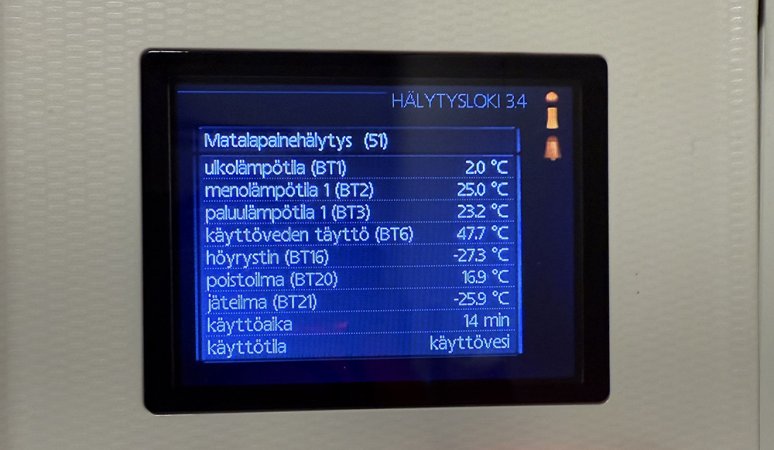 HÄLYTYSLOKI 3.4
Matalapainehälytys (51)
ulkolämpötila (BT1) 2.0 °C
menolämpötila 1 (BT2) 25.0 °C
paluulämpötila 1 (BT3) 23.2 °C
käyttöveden täyttö (BT6) 47.7 °C
höyrystin (BT16) -27.3 °C
poistoilma (BT20) 16.9 °C
jäteilma (BT21) -25.9 °C
käyttöaika 14 min
käyttötila käyttövesi